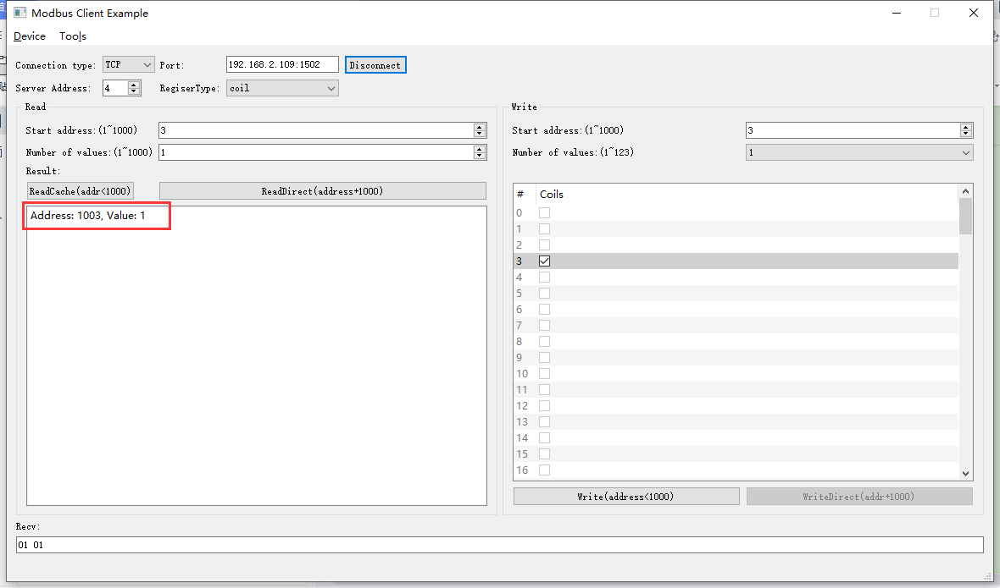 Modbus Client Example
Device Tools
Connection type: TCP Port: 192.168.2.109:1502 Disconnect
Server Address: 4 RegiserType: coil
Read
Start address:(1~1000) 3
Number of values:(1~1000) 1
Result:
ReadCache(addr<1000) ReadDirect(address+1000)
Address: 1003, Value: 1
Write
Start address:(1~1000) 3
Number of values:(1~123) 1
# Coils
0
1
2
3
4
5
6
7
8
9
10
11
12
13
14
15
16
Write(address<1000) WriteDirect(addr+1000)
Recv:
01 01